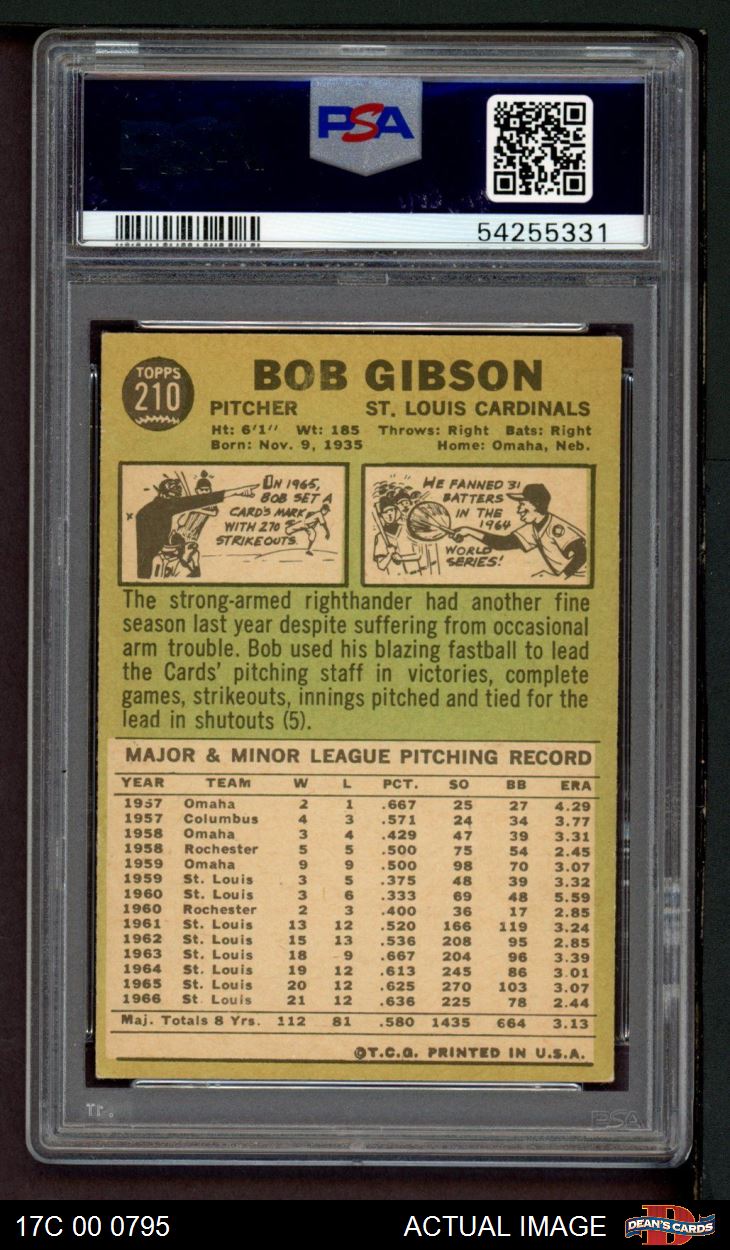 PSA
54255331
TOPPS
210
BOB GIBSON
PITCHER ST. LOUIS CARDINALS
Ht: 6'1" Wt: 185 Throws: Right Bats: Right
Born: Nov. 9, 1935 Home: Omaha, Neb.
ON 1965,
BOB SET A
CARD'S MARK
WITH 270
STRIKEOUTS.
HE FANNED 31
BATTERS
IN THE
1964
WORLD
SERIES!
The strong-armed righthander had another fine
season last year despite suffering from occasional
arm trouble. Bob used his blazing fastball to lead
the Cards' pitching staff in victories, complete
games, strikeouts, innings pitched and tied for the
lead in shutouts (5).
MAJOR & MINOR LEAGUE PITCHING RECORD
YEAR TEAM W L PCT. SO BB ERA
1957 Omaha 2 1 .667 25 27 4.29
1957 Columbus 4 3 .571 24 34 3.77
1958 Omaha 3 4 .429 47 39 3.31
1958 Rochester 5 5 .500 75 54 2.45
1959 Omaha 9 9 .500 98 70 3.07
1959 St. Louis 3 5 .375 48 39 3.32
1960 St. Louis 3 6 .333 69 48 5.59
1960 Rochester 2 3 .400 36 17 2.85
1961 St. Louis 13 12 .520 166 119 3.24
1962 St. Louis 15 13 .536 208 95 2.85
1963 St. Louis 18 9 .667 204 96 3.39
1964 St. Louis 19 12 .613 245 86 3.01
1965 St. Louis 20 12 .625 270 103 3.07
1966 St. Louis 21 12 .636 225 78 2.44
Maj. Totals 8 Yrs. 112 81 .580 1435 664 3.13
©T.C.G. PRINTED IN U.S.A.
PSA
17C 00 0795 ACTUAL IMAGE DEAN'S CARDS